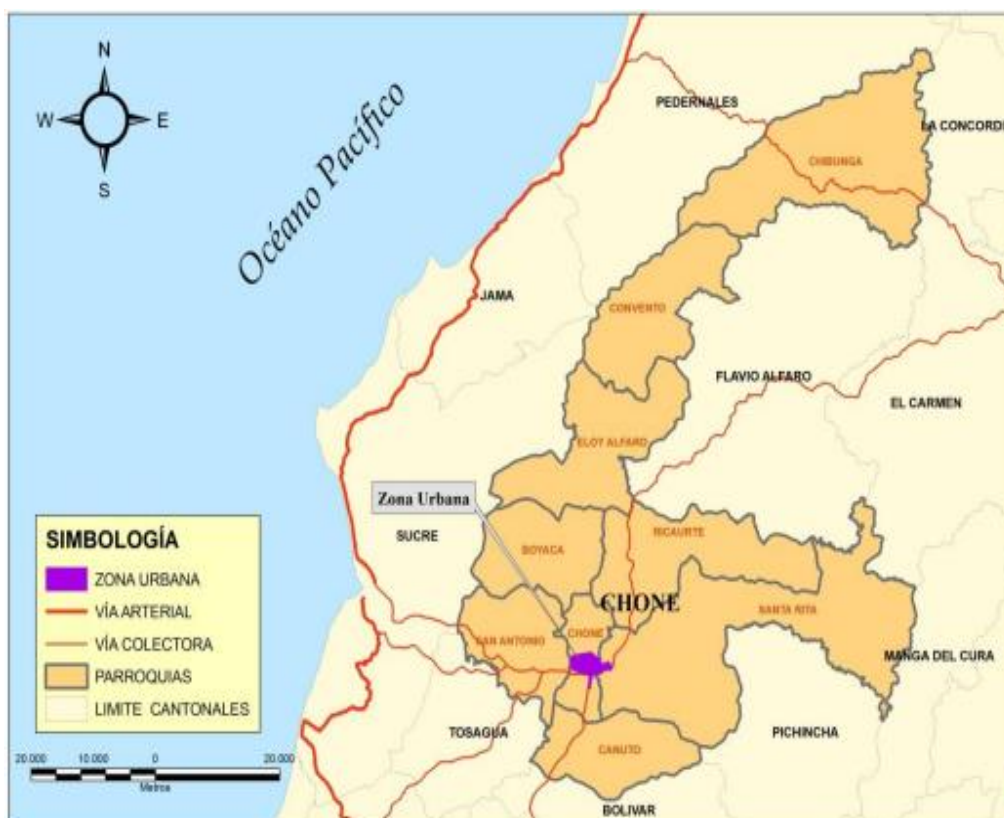 N
W E
S
Océano Pacífico
PEDERNALES
LA CONCORDI
CHIBUNGA
JAMA
CONVENTO
FLAVIO ALFARO
EL CARMEN
ELOY ALFARO
Zona Urbana
SUCRE
BOYACA
RICAURTE
CHONE
SANTA RITA
SAN ANTONIO
CHONE
MANGA DEL CURA
TOSAGUA
CANUTO
PICHINCHA
BOLIVAR
SIMBOLOGÍA
ZONA URBANA
VÍA ARTERIAL
VÍA COLECTORA
PARROQUIAS
LIMITE CANTONALES
20.000 10.000 0 20.000
Metros